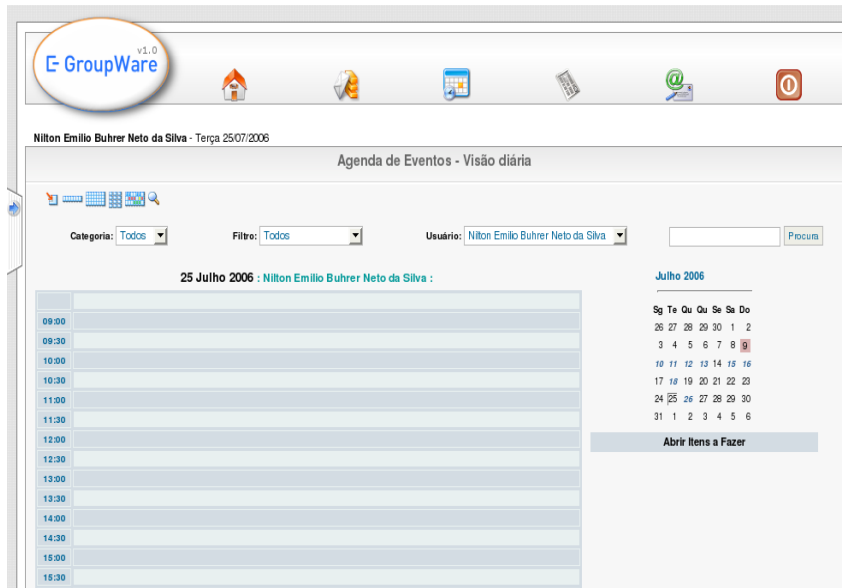 v1.0
E-GroupWare
Nilton Emilio Buhrer Neto da Silva - Terça 25/07/2006
Agenda de Eventos - Visão diária
Categoria: Todos Filtro: Todos Usuário: Nilton Emilio Buhrer Neto da Silva Procura
25 Julho 2006 : Nilton Emilio Buhrer Neto da Silva :
09:00
09:30
10:00
10:30
11:00
11:30
12:00
12:30
13:00
13:30
14:00
14:30
15:00
15:30
Julho 2006
Sg Te Qu Qu Se Sa Do
26 27 28 29 30 1 2
3 4 5 6 7 8 9
10 11 12 13 14 15 16
17 18 19 20 21 22 23
24 25 26 27 28 29 30
31 1 2 3 4 5 6
Abrir Itens a Fazer